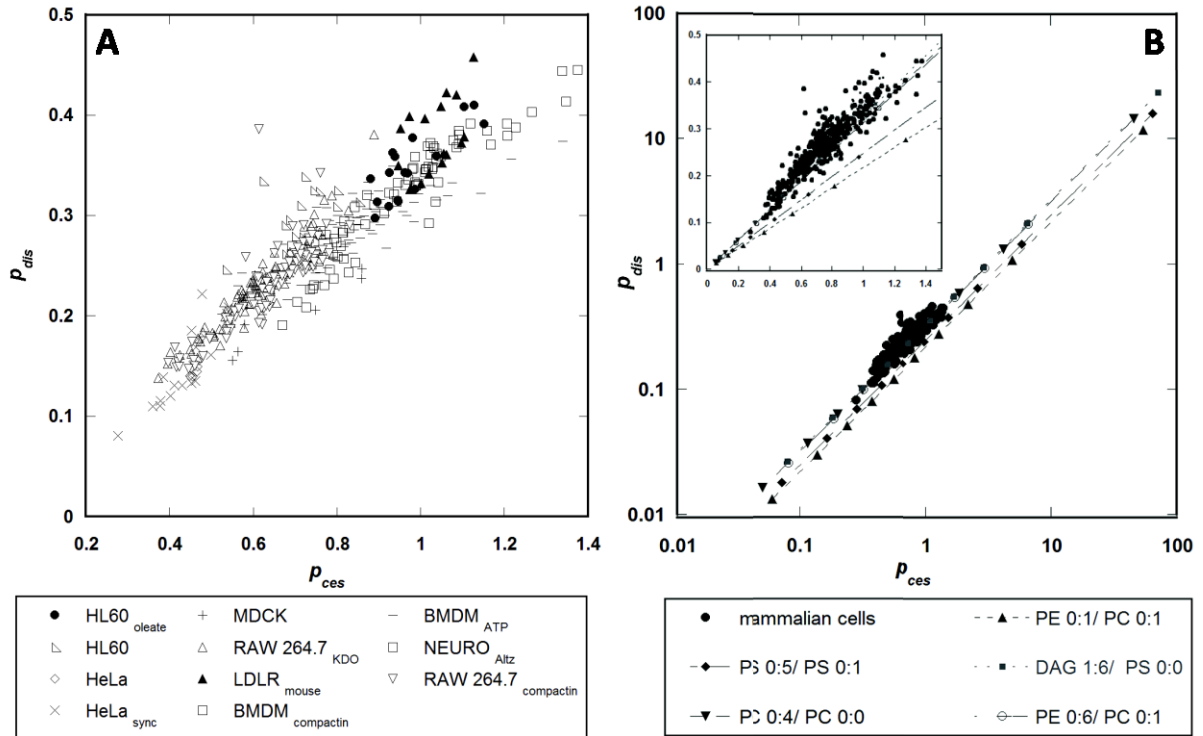 A
0.5
0.4
0.3
0.2
0.1
0
p dis
0.2 0.4 0.6 0.8 1 1.2 1.4
p ces
HL60 oleate
HL60
HeLa
HeLa sync
MDCK
RAW 264.7 KDO
LDLR mouse
BMDM compactin
BMDM ATP
NEURO Altz
RAW 264.7 compactin
B
100
10
1
0.1
0.01
p dis
0.5
0.4
0.3
0.2
0.1
0
0 0.2 0.4 0.6 0.8 1 1.2 1.4
0.01 0.1 1 10 100
p ces
mammalian cells
PS 0:5/ PS 0:1
PC 0:4/ PC 0:0
PE 0:1/ PC 0:1
DAG 1:6/ PS 0:0
PE 0:6/ PC 0:1